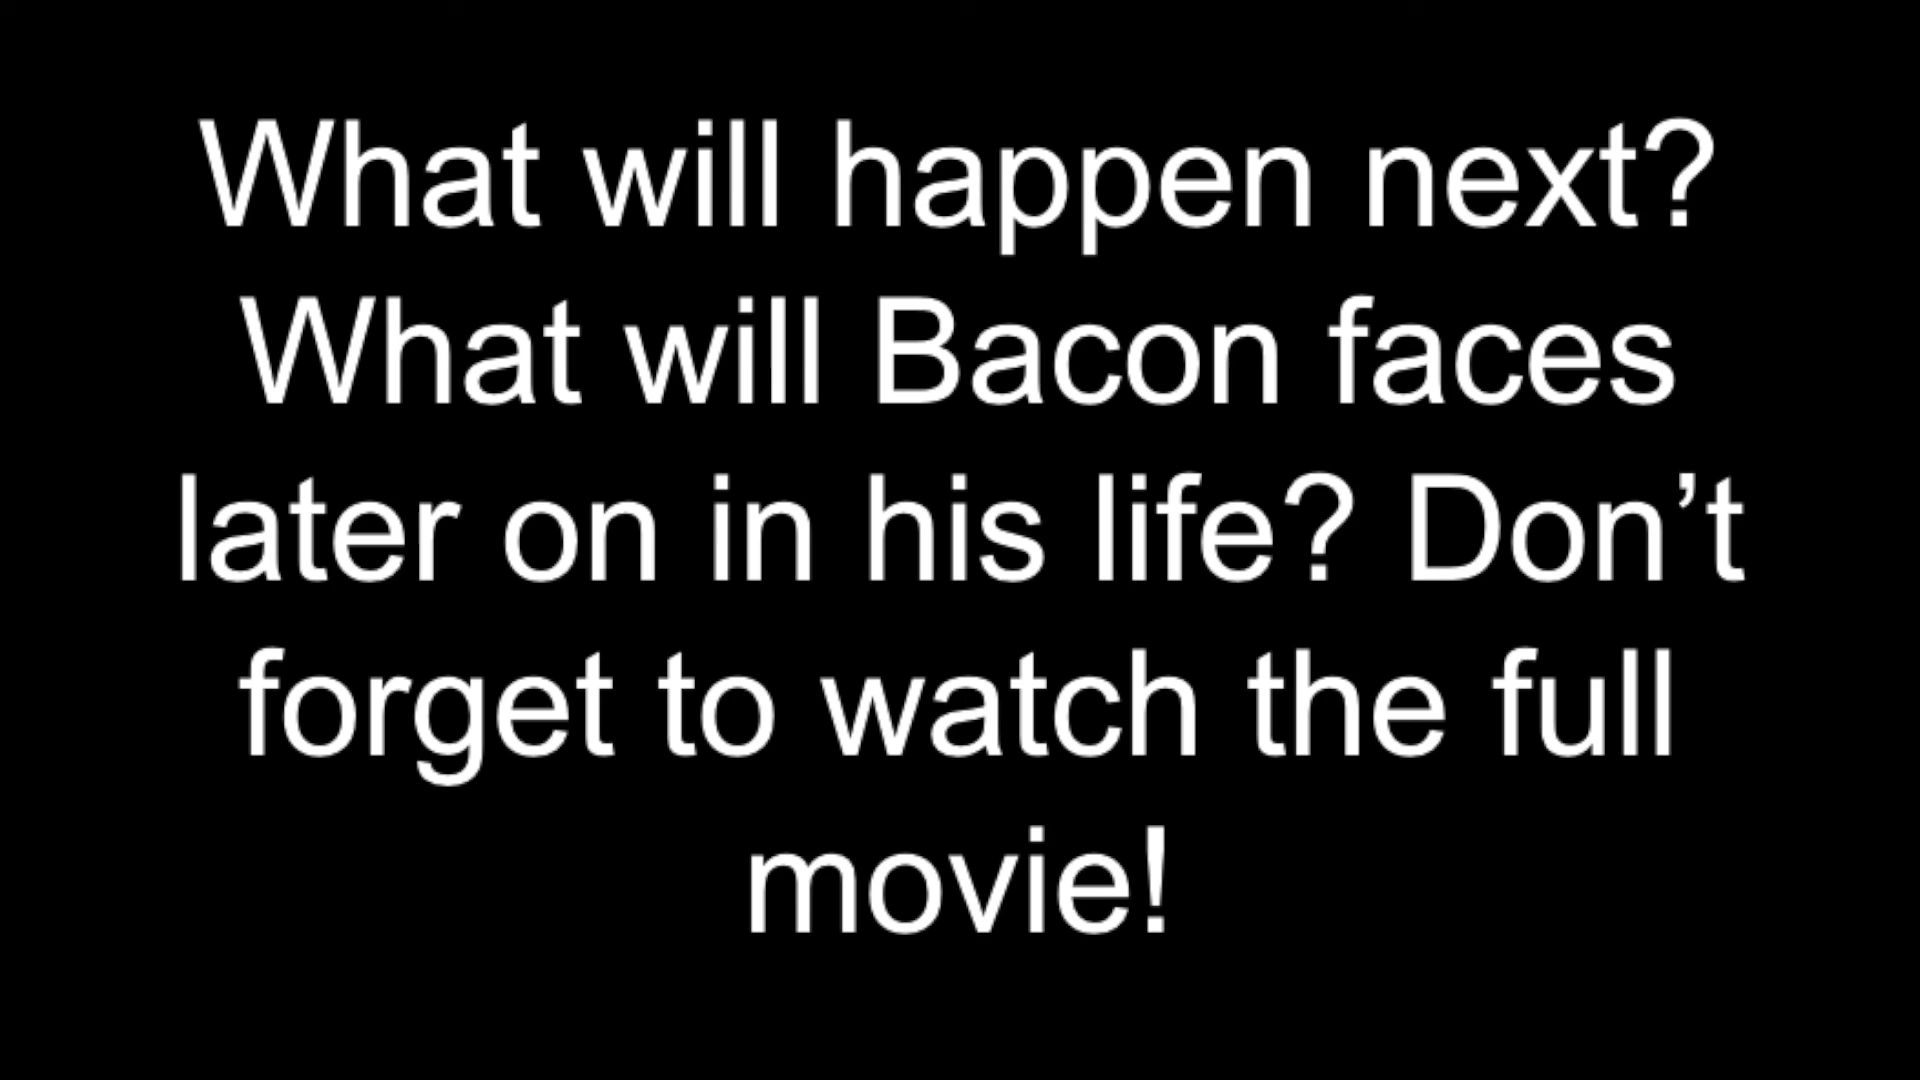 What will happen next?
What will Bacon faces
later on in his life? Don’t
forget to watch the full
movie!